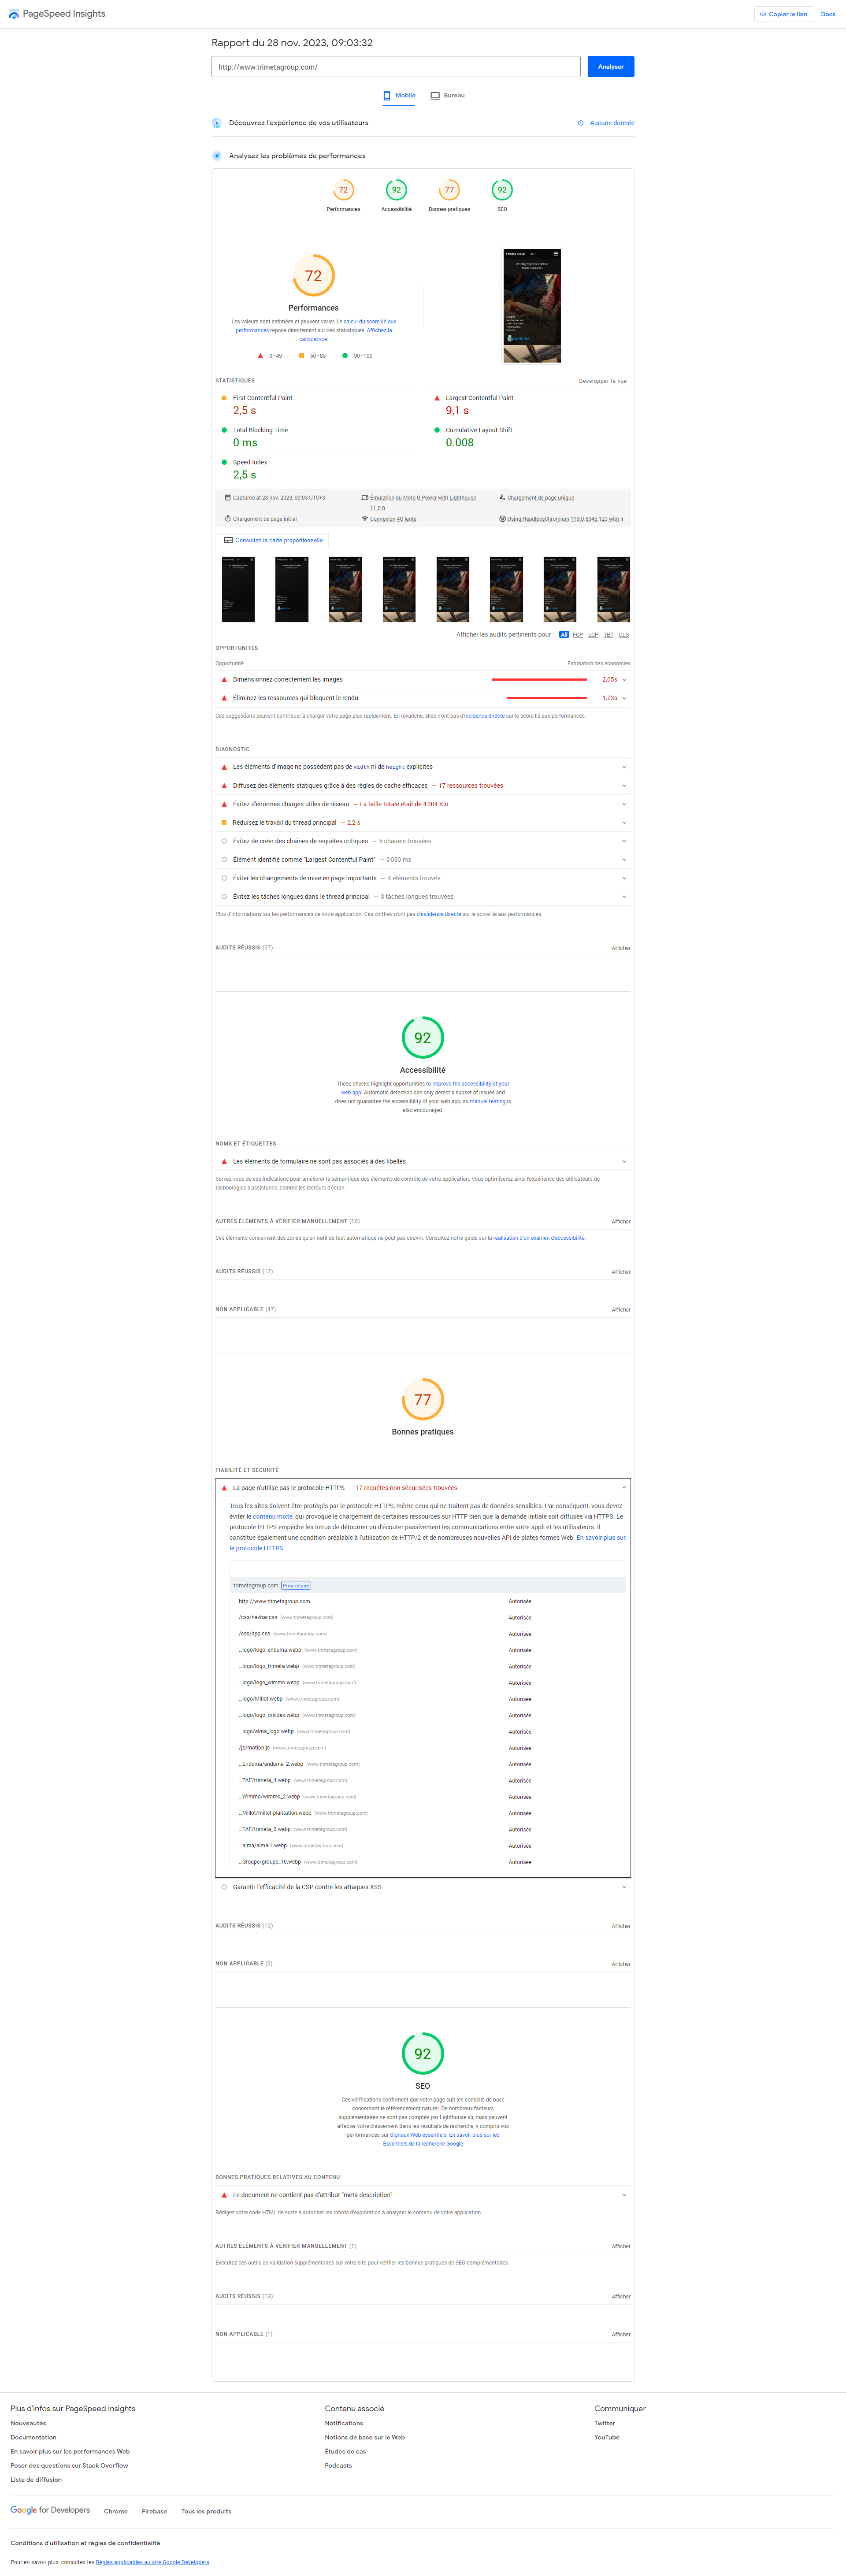 PageSpeed Insights
Copier le lien
Docs
Rapport du 28 nov. 2023, 09:03:32
http://www.trimetagroup.com/
Analyser
Mobile
Bureau
Découvrez l'expérience de vos utilisateurs
Aucune donnée
Analysez les problèmes de performances
72
92
77
92
Performances
Accessibilité
Bonnes pratiques
SEO
72
Performances
Les valeurs sont estimées et peuvent varier. Le calcul du score lié aux
performances repose directement sur ces statistiques. Affichez la
calculatrice.
0–49
50–89
90–100
STATISTIQUES
Développer la vue
First Contentful Paint
2,5 s
Largest Contentful Paint
9,1 s
Total Blocking Time
0 ms
Cumulative Layout Shift
0.008
Speed Index
2,5 s
Captured at 28 nov. 2023, 09:03 UTC+3
Émulation du Moto G Power with Lighthouse
11.0.0
Chargement de page unique
Chargement de page initial
Connexion 4G lente
Using HeadlessChromium 119.0.6045.123 with lr
Consultez la carte proportionnelle
Afficher les audits pertinents pour :
All
FCP
LCP
TBT
CLS
OPPORTUNITÉS
Opportunité
Estimation des économies
Dimensionnez correctement les images
2,05s
Éliminez les ressources qui bloquent le rendu
1,73s
Ces suggestions peuvent contribuer à charger votre page plus rapidement. En revanche, elles n'ont pas d'incidence directe sur le score lié aux performances.
DIAGNOSTIC
Les éléments d'image ne possèdent pas de width ni de height explicites
Diffusez des éléments statiques grâce à des règles de cache efficaces — 17 ressources trouvées
Évitez d'énormes charges utiles de réseau — La taille totale était de 4 304 Kio
Réduisez le travail du thread principal — 2,2 s
Évitez de créer des chaînes de requêtes critiques — 5 chaînes trouvées
Élément identifié comme "Largest Contentful Paint" — 9 050 ms
Éviter les changements de mise en page importants — 4 éléments trouvés
Évitez les tâches longues dans le thread principal — 3 tâches longues trouvées
Plus d'informations sur les performances de votre application. Ces chiffres n'ont pas d'incidence directe sur le score lié aux performances.
AUDITS RÉUSSIS (27)
Afficher
92
Accessibilité
These checks highlight opportunities to improve the accessibility of your
web app. Automatic detection can only detect a subset of issues and
does not guarantee the accessibility of your web app, so manual testing is
also encouraged.
NOMS ET ÉTIQUETTES
Les éléments de formulaire ne sont pas associés à des libellés
Servez-vous de ces indications pour améliorer la sémantique des éléments de contrôle de votre application. Vous optimiserez ainsi l'expérience des utilisateurs de
technologies d'assistance, comme les lecteurs d'écran.
AUTRES ÉLÉMENTS À VÉRIFIER MANUELLEMENT (10)
Afficher
Ces éléments concernent des zones qu'un outil de test automatique ne peut pas couvrir. Consultez notre guide sur la réalisation d'un examen d'accessibilité.
AUDITS RÉUSSIS (12)
Afficher
NON APPLICABLE (47)
Afficher
77
Bonnes pratiques
FIABILITÉ ET SÉCURITÉ
La page n'utilise pas le protocole HTTPS — 17 requêtes non sécurisées trouvées
Tous les sites doivent être protégés par le protocole HTTPS, même ceux qui ne traitent pas de données sensibles. Par conséquent, vous devez
éviter le contenu mixte, qui provoque le chargement de certaines ressources sur HTTP bien que la demande initiale soit diffusée via HTTPS. Le
protocole HTTPS empêche les intrus de détourner ou d'écouter passivement les communications entre votre appli et les utilisateurs. Il
constitue également une condition préalable à l'utilisation de HTTP/2 et de nombreuses nouvelles API de plates-formes Web. En savoir plus sur
le protocole HTTPS
trimetagroup.com Propriétaire
http://www.trimetagroup.com Autorisée
/css/navbar.css (www.trimetagroup.com) Autorisée
/css/app.css (www.trimetagroup.com) Autorisée
…logo/logo_enduma.webp (www.trimetagroup.com) Autorisée
…logo/logo_trimeta.webp (www.trimetagroup.com) Autorisée
…logo/logo_wimmo.webp (www.trimetagroup.com) Autorisée
…logo/Millot.webp (www.trimetagroup.com) Autorisée
…logo/logo_orkidex.webp (www.trimetagroup.com) Autorisée
…logo/alma_logo.webp (www.trimetagroup.com) Autorisée
/js/motion.js (www.trimetagroup.com) Autorisée
…Enduma/enduma_2.webp (www.trimetagroup.com) Autorisée
…TAF/trimeta_4.webp (www.trimetagroup.com) Autorisée
…Wimmo/wimmo_2.webp (www.trimetagroup.com) Autorisée
…Millot/millot-plantation.webp (www.trimetagroup.com) Autorisée
…TAF/trimeta_2.webp (www.trimetagroup.com) Autorisée
…alma/alma-1.webp (www.trimetagroup.com) Autorisée
…Groupe/groupe_10.webp (www.trimetagroup.com) Autorisée
Garantir l'efficacité de la CSP contre les attaques XSS
AUDITS RÉUSSIS (12)
Afficher
NON APPLICABLE (2)
Afficher
92
SEO
Ces vérifications confirment que votre page suit les conseils de base
concernant le référencement naturel. De nombreux facteurs
supplémentaires ne sont pas comptés par Lighthouse ici, mais peuvent
affecter votre classement dans les résultats de recherche, y compris vos
performances sur Signaux Web essentiels. En savoir plus sur les
Essentiels de la recherche Google
BONNES PRATIQUES RELATIVES AU CONTENU
Le document ne contient pas d'attribut "meta description"
Rédigez votre code HTML de sorte à autoriser les robots d'exploration à analyser le contenu de votre application.
AUTRES ÉLÉMENTS À VÉRIFIER MANUELLEMENT (1)
Afficher
Exécutez ces outils de validation supplémentaires sur votre site pour vérifier les bonnes pratiques de SEO complémentaires.
AUDITS RÉUSSIS (12)
Afficher
NON APPLICABLE (1)
Afficher
Plus d'infos sur PageSpeed Insights
Contenu associé
Communiquer
Nouveautés
Notifications
Twitter
Documentation
Notions de base sur le Web
YouTube
En savoir plus sur les performances Web
Études de cas
Poser des questions sur Stack Overflow
Podcasts
Liste de diffusion
Google for Developers
Chrome
Firebase
Tous les produits
Conditions d'utilisation et règles de confidentialité
Pour en savoir plus, consultez les Règles applicables au site Google Developers.